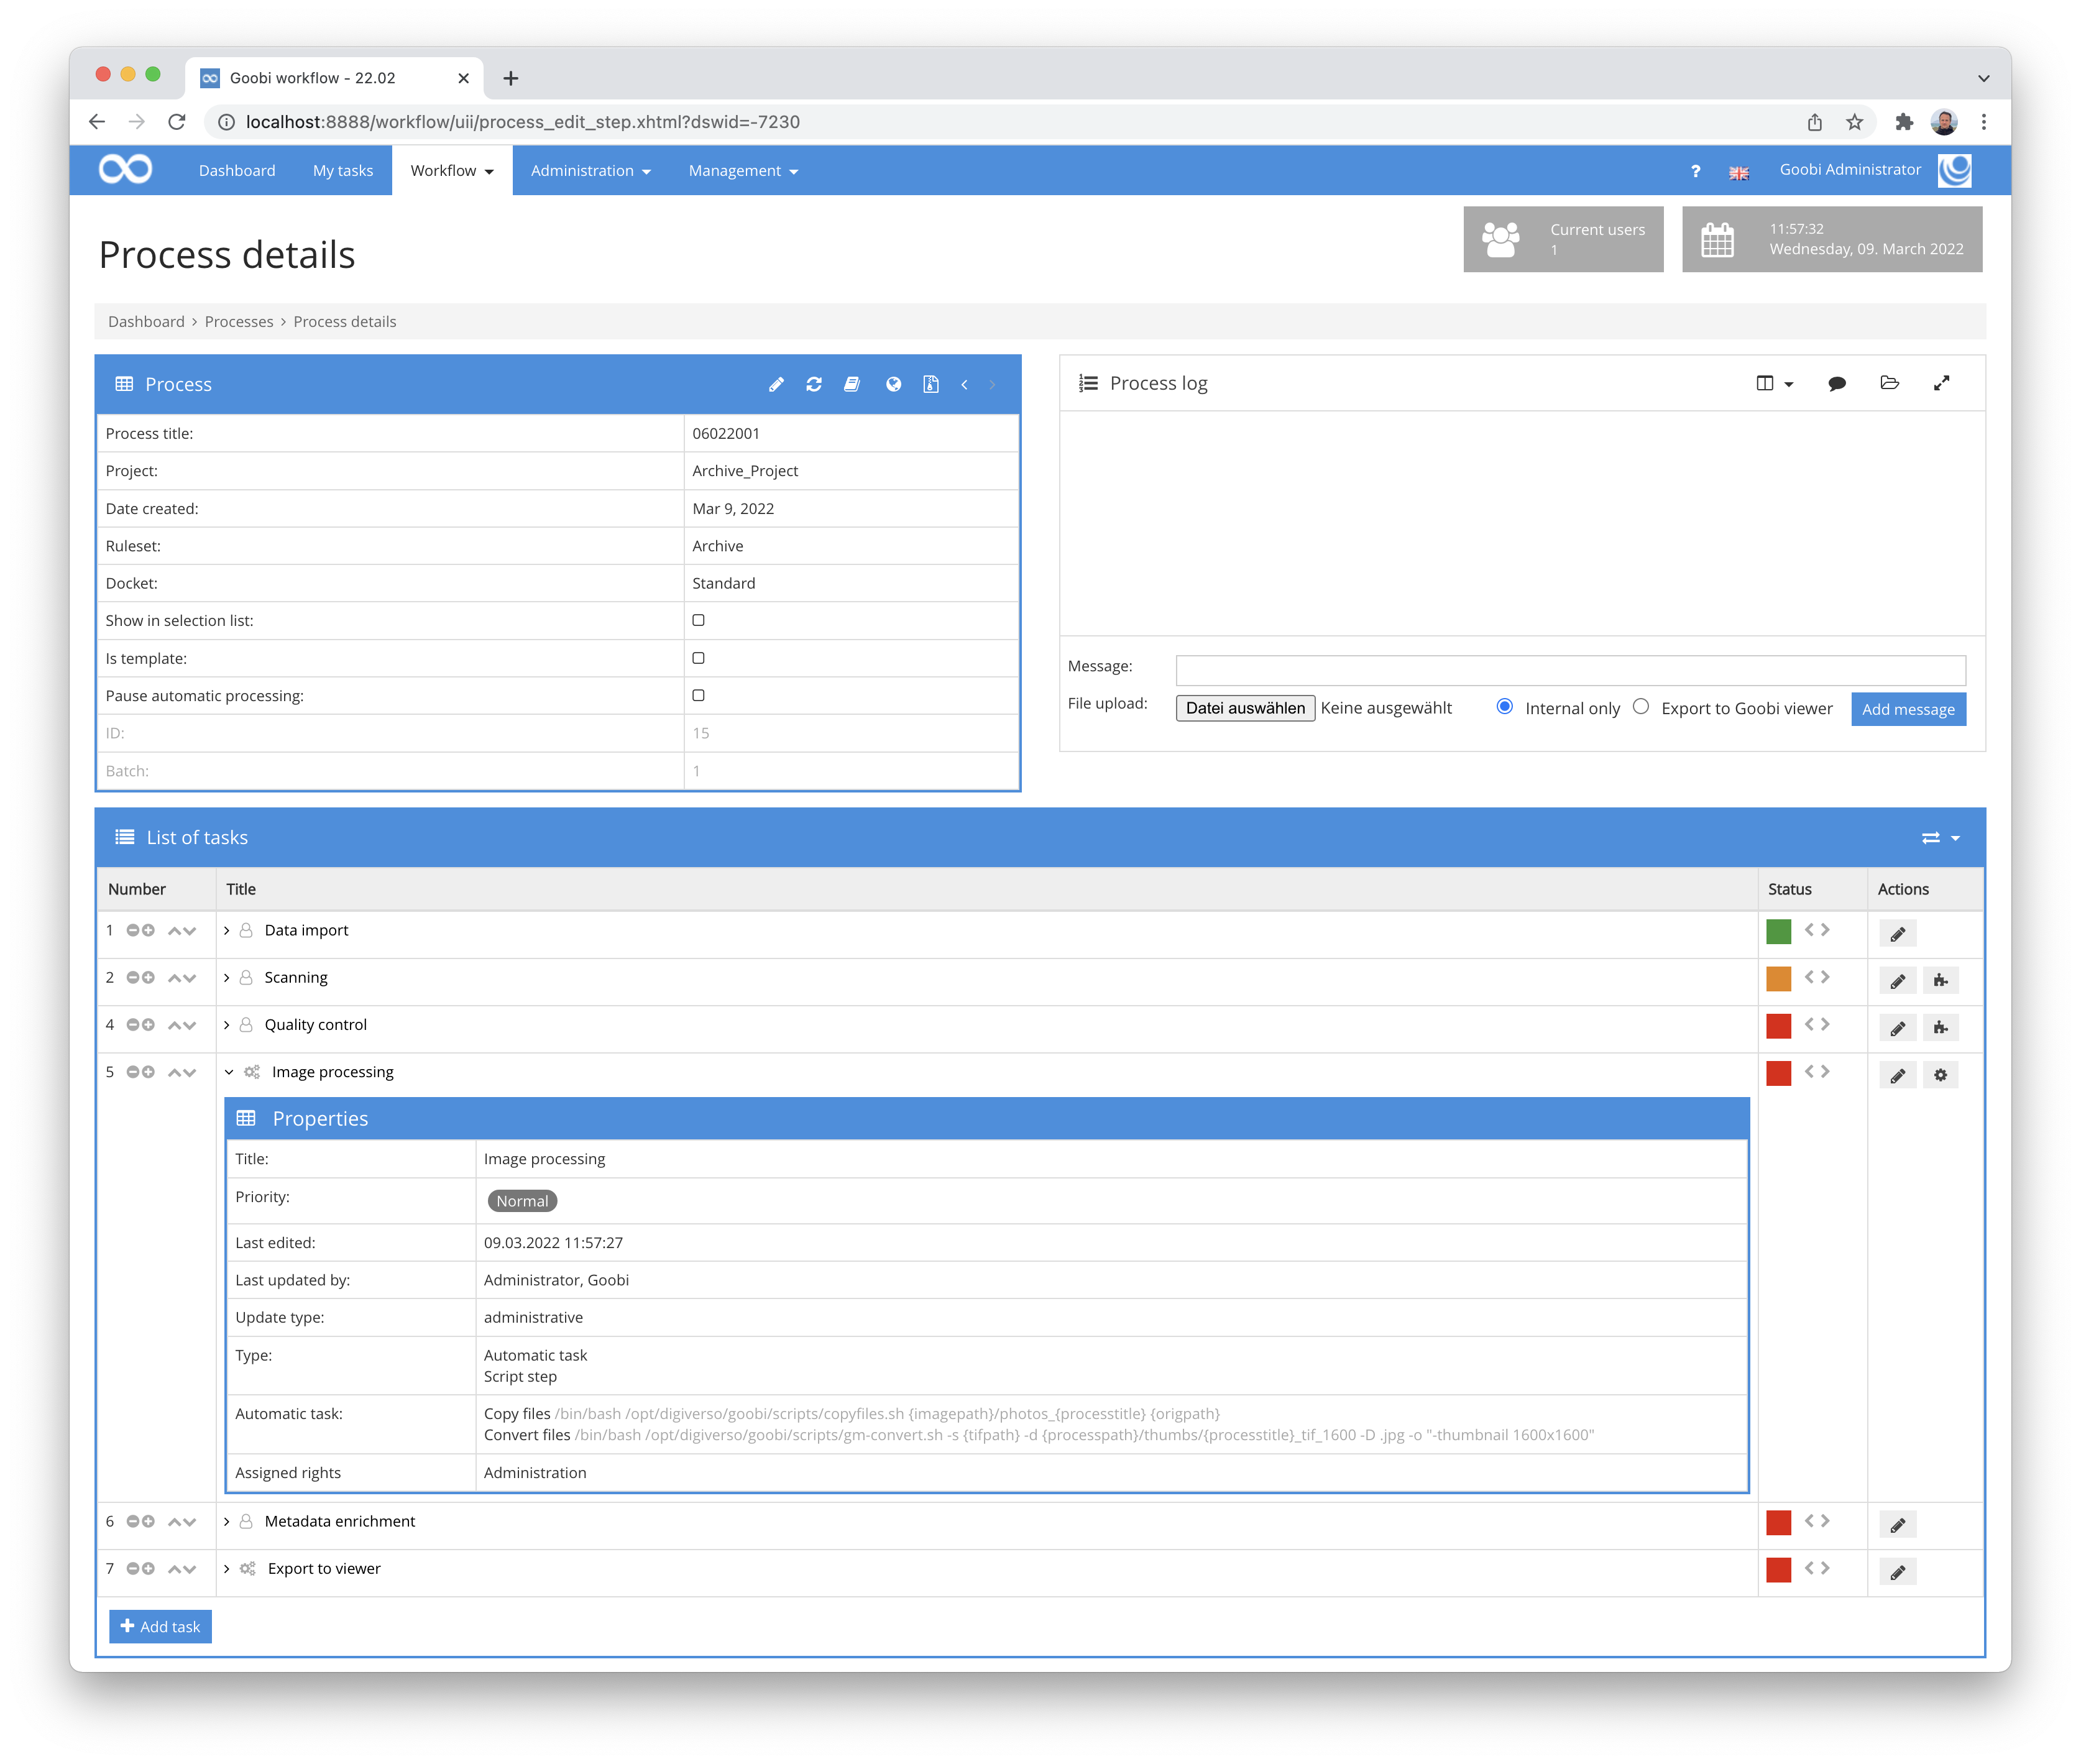 Goobi workflow - 22.02
localhost:8888/workflow/uii/process_edit_step.xhtml?dswid=-7230
Dashboard My tasks Workflow Administration Management ? Goobi Administrator
Process details
Current users
1
11:57:32
Wednesday, 09. March 2022
Dashboard > Processes > Process details
Process
Process title: 06022001
Project: Archive_Project
Date created: Mar 9, 2022
Ruleset: Archive
Docket: Standard
Show in selection list:
Is template:
Pause automatic processing:
ID: 15
Batch: 1
Process log
Message:
File upload: Datei auswählen Keine ausgewählt Internal only Export to Goobi viewer Add message
List of tasks
Number Title Status Actions
1 Data import
2 Scanning
4 Quality control
5 Image processing
Properties
Title: Image processing
Priority: Normal
Last edited: 09.03.2022 11:57:27
Last updated by: Administrator, Goobi
Update type: administrative
Type: Automatic task
Script step
Automatic task: Copy files /bin/bash /opt/digiverso/goobi/scripts/copyfiles.sh {imagepath}/photos_{processtitle} {origpath}
Convert files /bin/bash /opt/digiverso/goobi/scripts/gm-convert.sh -s {tifpath} -d {processpath}/thumbs/{processtitle}_tif_1600 -D .jpg -o "-thumbnail 1600x1600"
Assigned rights Administration
6 Metadata enrichment
7 Export to viewer
Add task